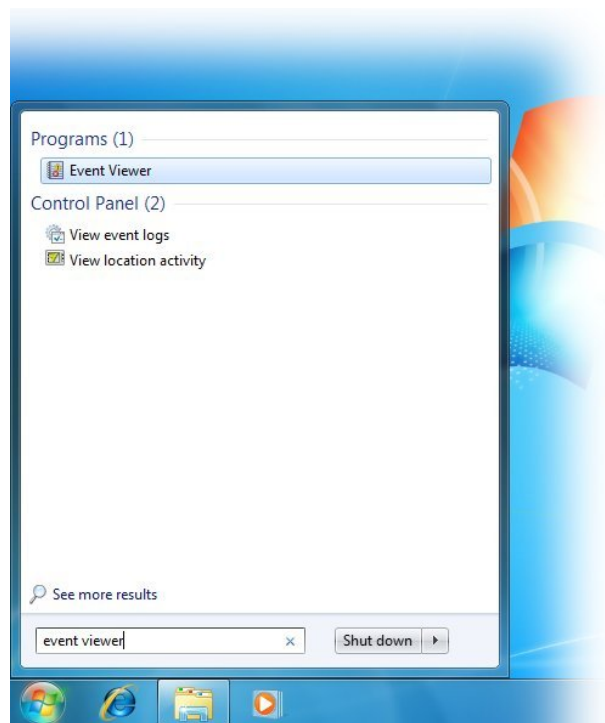 Programs (1)
Event Viewer
Control Panel (2)
View event logs
View location activity
See more results
event viewer
Shut down